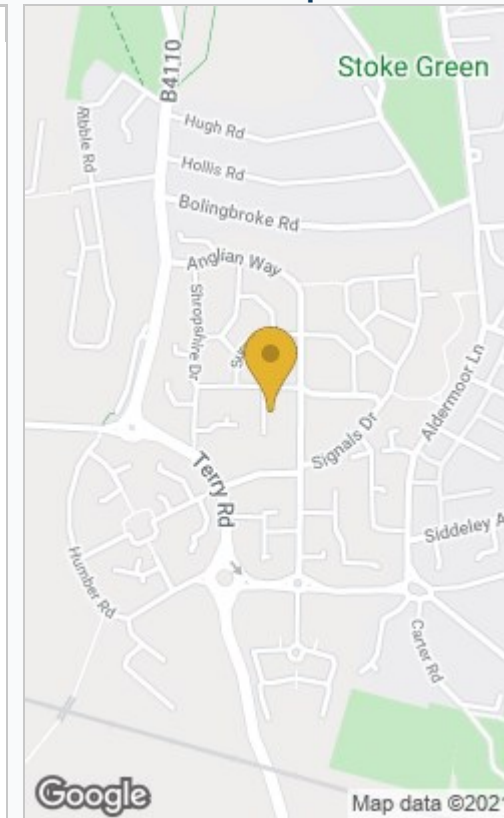 Stoke Green
B4110
Hugh Rd
Ribble Rd
Hollis Rd
Bolingbroke Rd
Anglian Way
Shropshire Dr
Aldermoor Ln
Signals Dr
Terry Rd
Siddeley A
Humber Rd
Carter Rd
Google
Map data ©2021